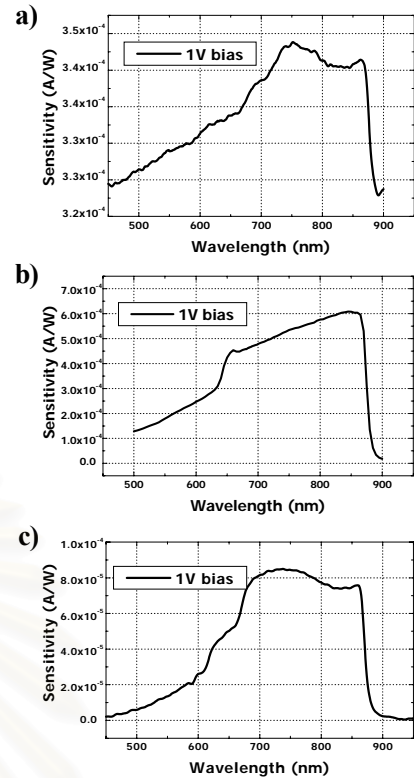 a)
3.5x10⁻⁴
3.4x10⁻⁴
3.4x10⁻⁴
3.3x10⁻⁴
3.3x10⁻⁴
3.2x10⁻⁴
Sensitivity (A/W)
1V bias
500 600 700 800 900
Wavelength (nm)
b)
7.0x10⁻⁴
6.0x10⁻⁴
5.0x10⁻⁴
4.0x10⁻⁴
3.0x10⁻⁴
2.0x10⁻⁴
1.0x10⁻⁴
0.0
Sensitivity (A/W)
1V bias
500 600 700 800 900
Wavelength (nm)
c)
1.0x10⁻⁴
8.0x10⁻⁵
6.0x10⁻⁵
4.0x10⁻⁵
2.0x10⁻⁵
0.0
Sensitivity (A/W)
1V bias
500 600 700 800 900
Wavelength (nm)